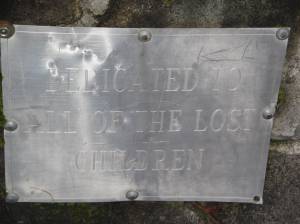 DEDICATED TO
ALL OF THE LOST
CHILDREN